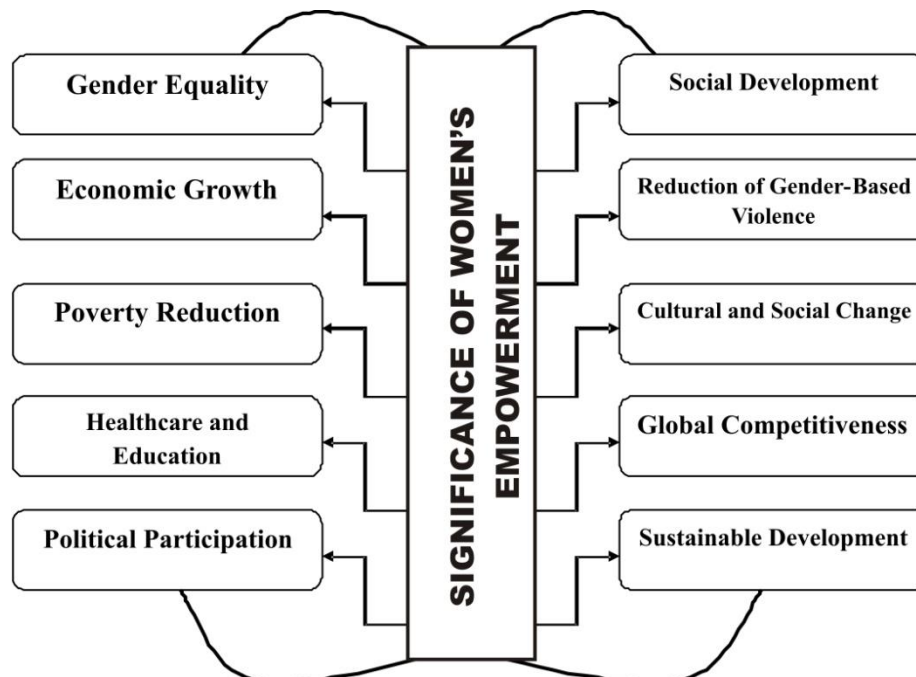 Gender Equality
Economic Growth
Poverty Reduction
Healthcare and
Education
Political Participation
SIGNIFICANCE OF WOMEN’S
EMPOWERMENT
Social Development
Reduction of Gender-Based
Violence
Cultural and Social Change
Global Competitiveness
Sustainable Development